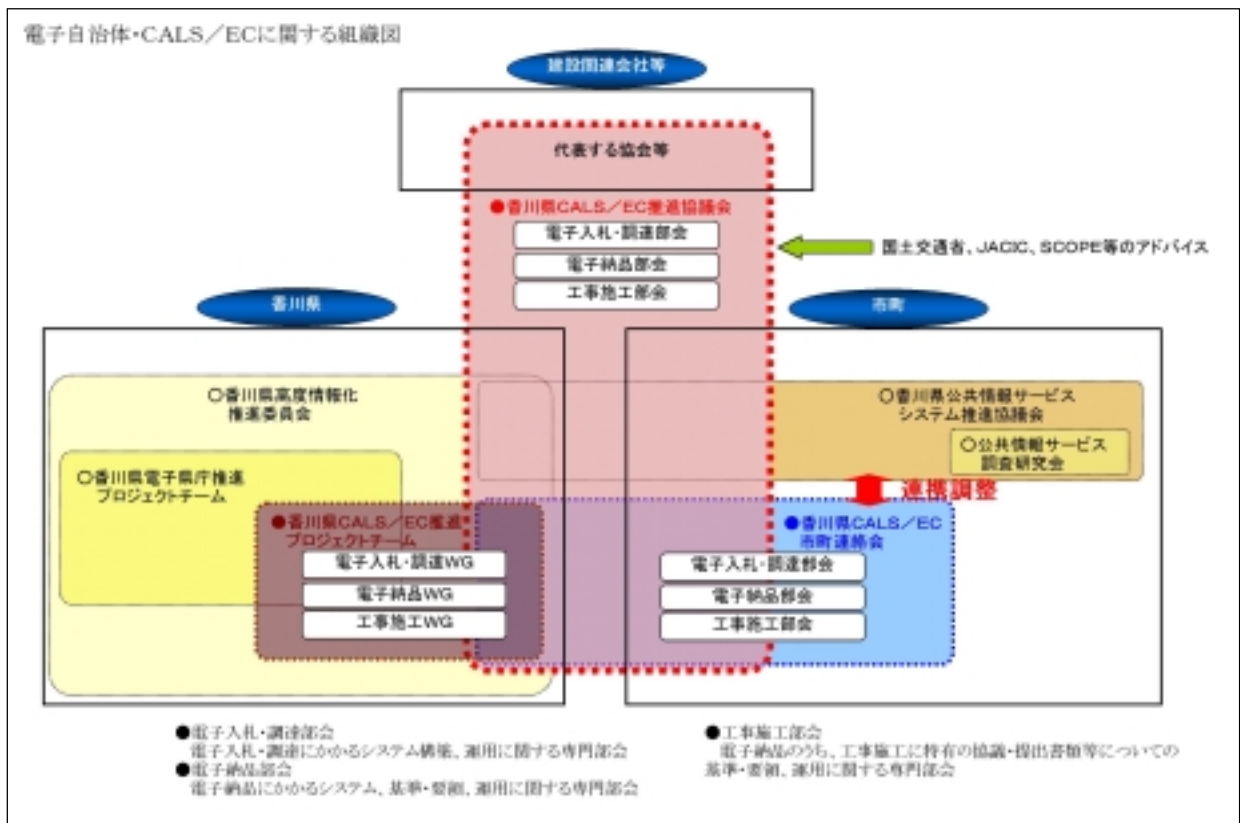 電子自治体・CALS／ECに関する組織図
建設関連会社等
代表する協会等
●香川県CALS／EC推進協議会
電子入札・調達部会
電子納品部会
工事施工部会
国土交通省、JACIC、SCOPE等のアドバイス
香川県
市町
○香川県高度情報化
推進委員会
○香川県電子県庁推進
プロジェクトチーム
●香川県CALS／EC推進
プロジェクトチーム
電子入札・調達WG
電子納品WG
工事施工WG
○香川県公共情報サービス
システム推進協議会
○公共情報サービス
調査研究会
連携調整
●香川県CALS／EC
市町連絡会
電子入札・調達部会
電子納品部会
工事施工部会
●電子入札・調達部会
電子入札・調達にかかるシステム構築、運用に関する専門部会
●電子納品部会
電子納品にかかるシステム、基準・要領、運用に関する専門部会
●工事施工部会
電子納品のうち、工事施工に特有の協議・提出書類等についての
基準・要領、運用に関する専門部会